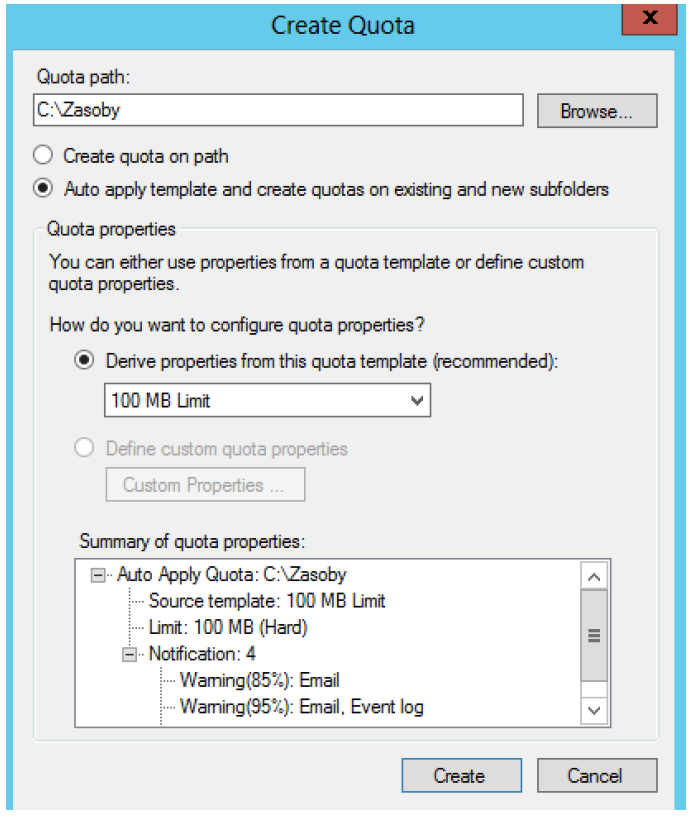 Create Quota
x
Quota path:
C:\Zasoby
Browse...
Create quota on path
Auto apply template and create quotas on existing and new subfolders
Quota properties
You can either use properties from a quota template or define custom
quota properties.
How do you want to configure quota properties?
Derive properties from this quota template (recommended):
100 MB Limit
Define custom quota properties
Custom Properties ...
Summary of quota properties:
Auto Apply Quota: C:\Zasoby
Source template: 100 MB Limit
Limit: 100 MB (Hard)
Notification: 4
Warning(85%): Email
Warning(95%): Email, Event log
Create
Cancel